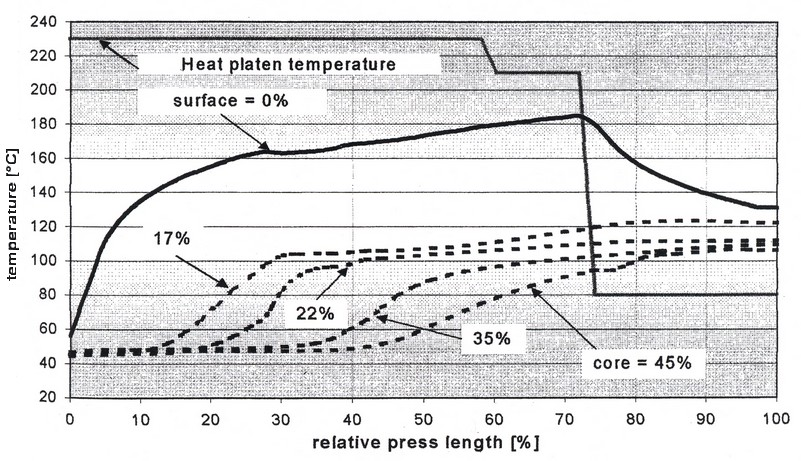 240
220
200
180
160
140
120
100
80
60
40
20
temperature [°C]
Heat platen temperature
surface = 0%
17%
22%
35%
core = 45%
0 10 20 30 40 50 60 70 80 90 100
relative press length [%]